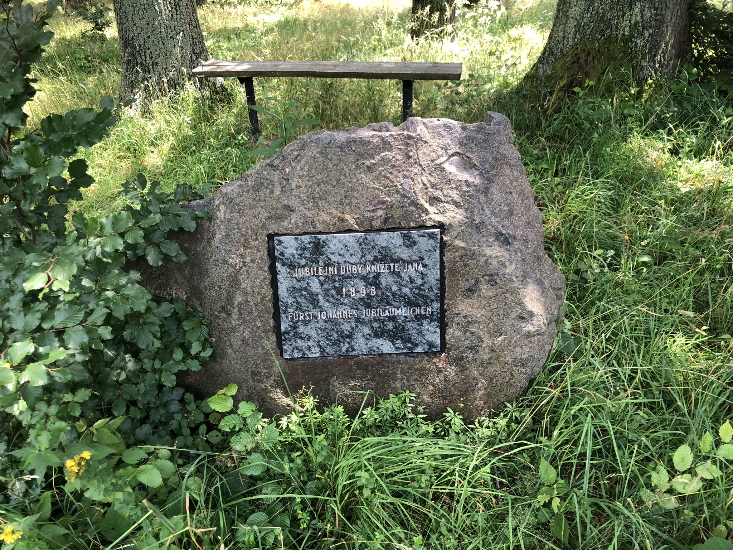 JUBILEJNÍ DUBY KNÍŽETE JANA
1898
FÜRST JOHANNES JUBILÄUMEICHEN